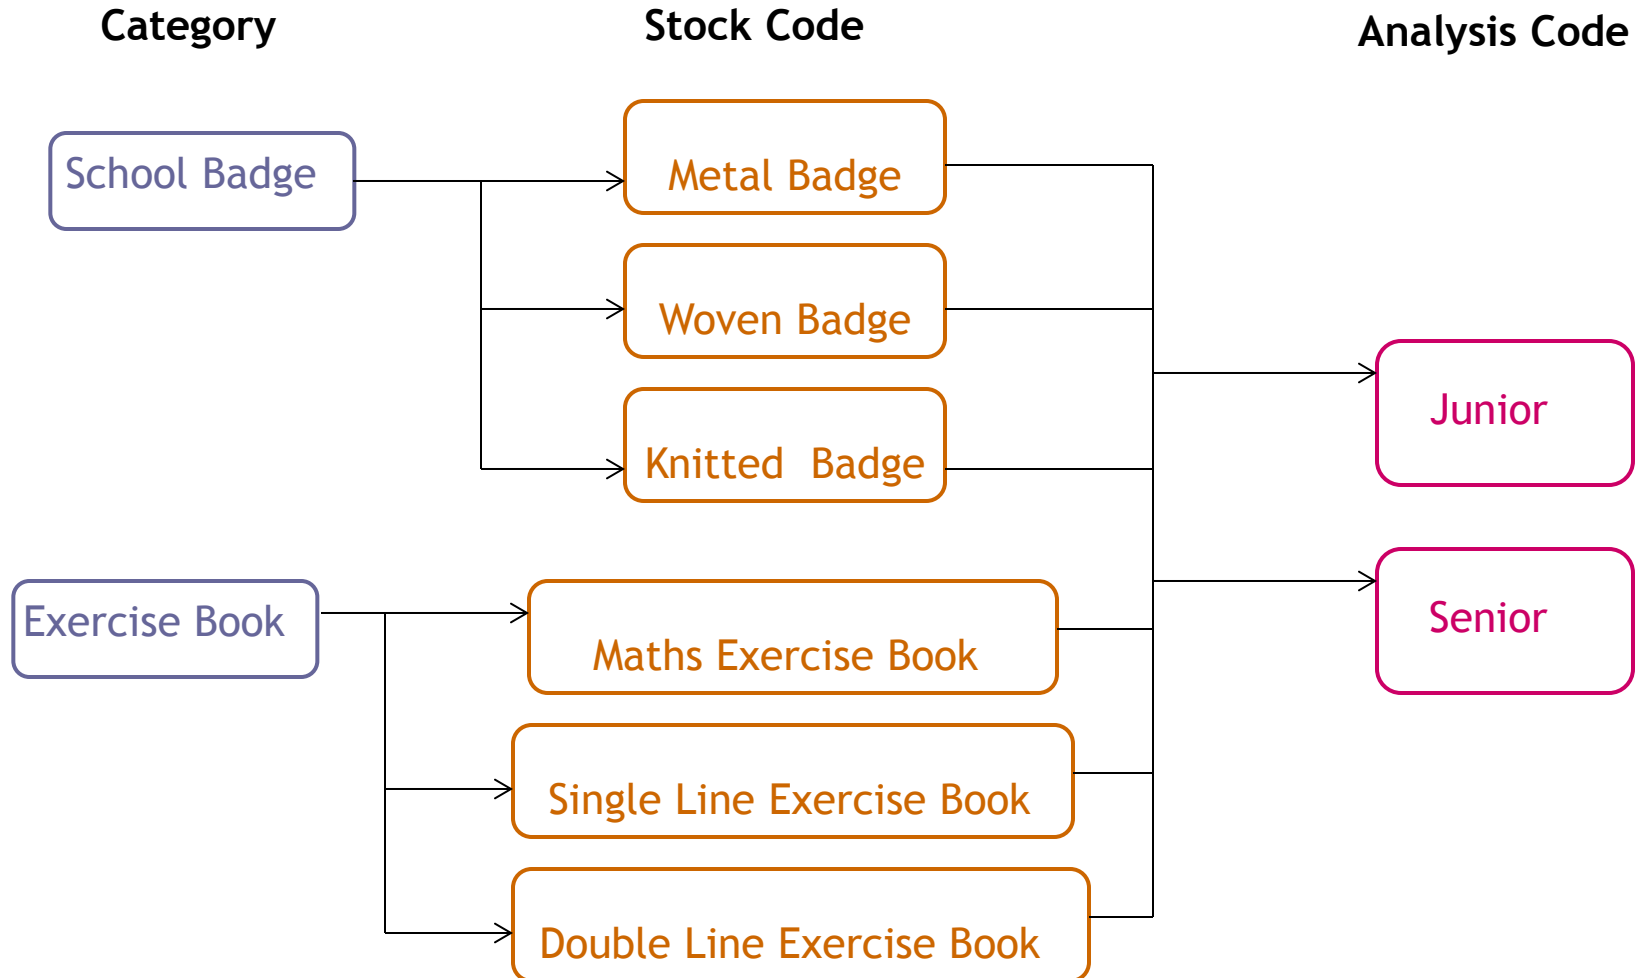 Category
Stock Code
Analysis Code
School Badge
Metal Badge
Woven Badge
Knitted  Badge
Junior
Senior
Exercise Book
Maths Exercise Book
Single Line Exercise Book
Double Line Exercise Book